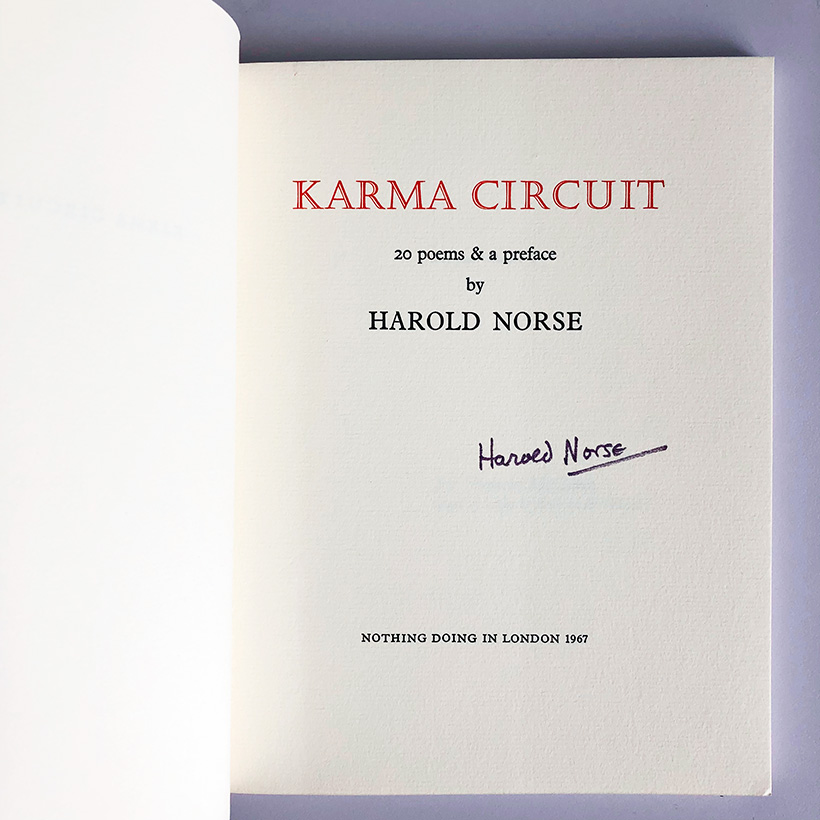 KARMA CIRCUIT
20 poems & a preface
by
HAROLD NORSE
Harold Norse
NOTHING DOING IN LONDON 1967